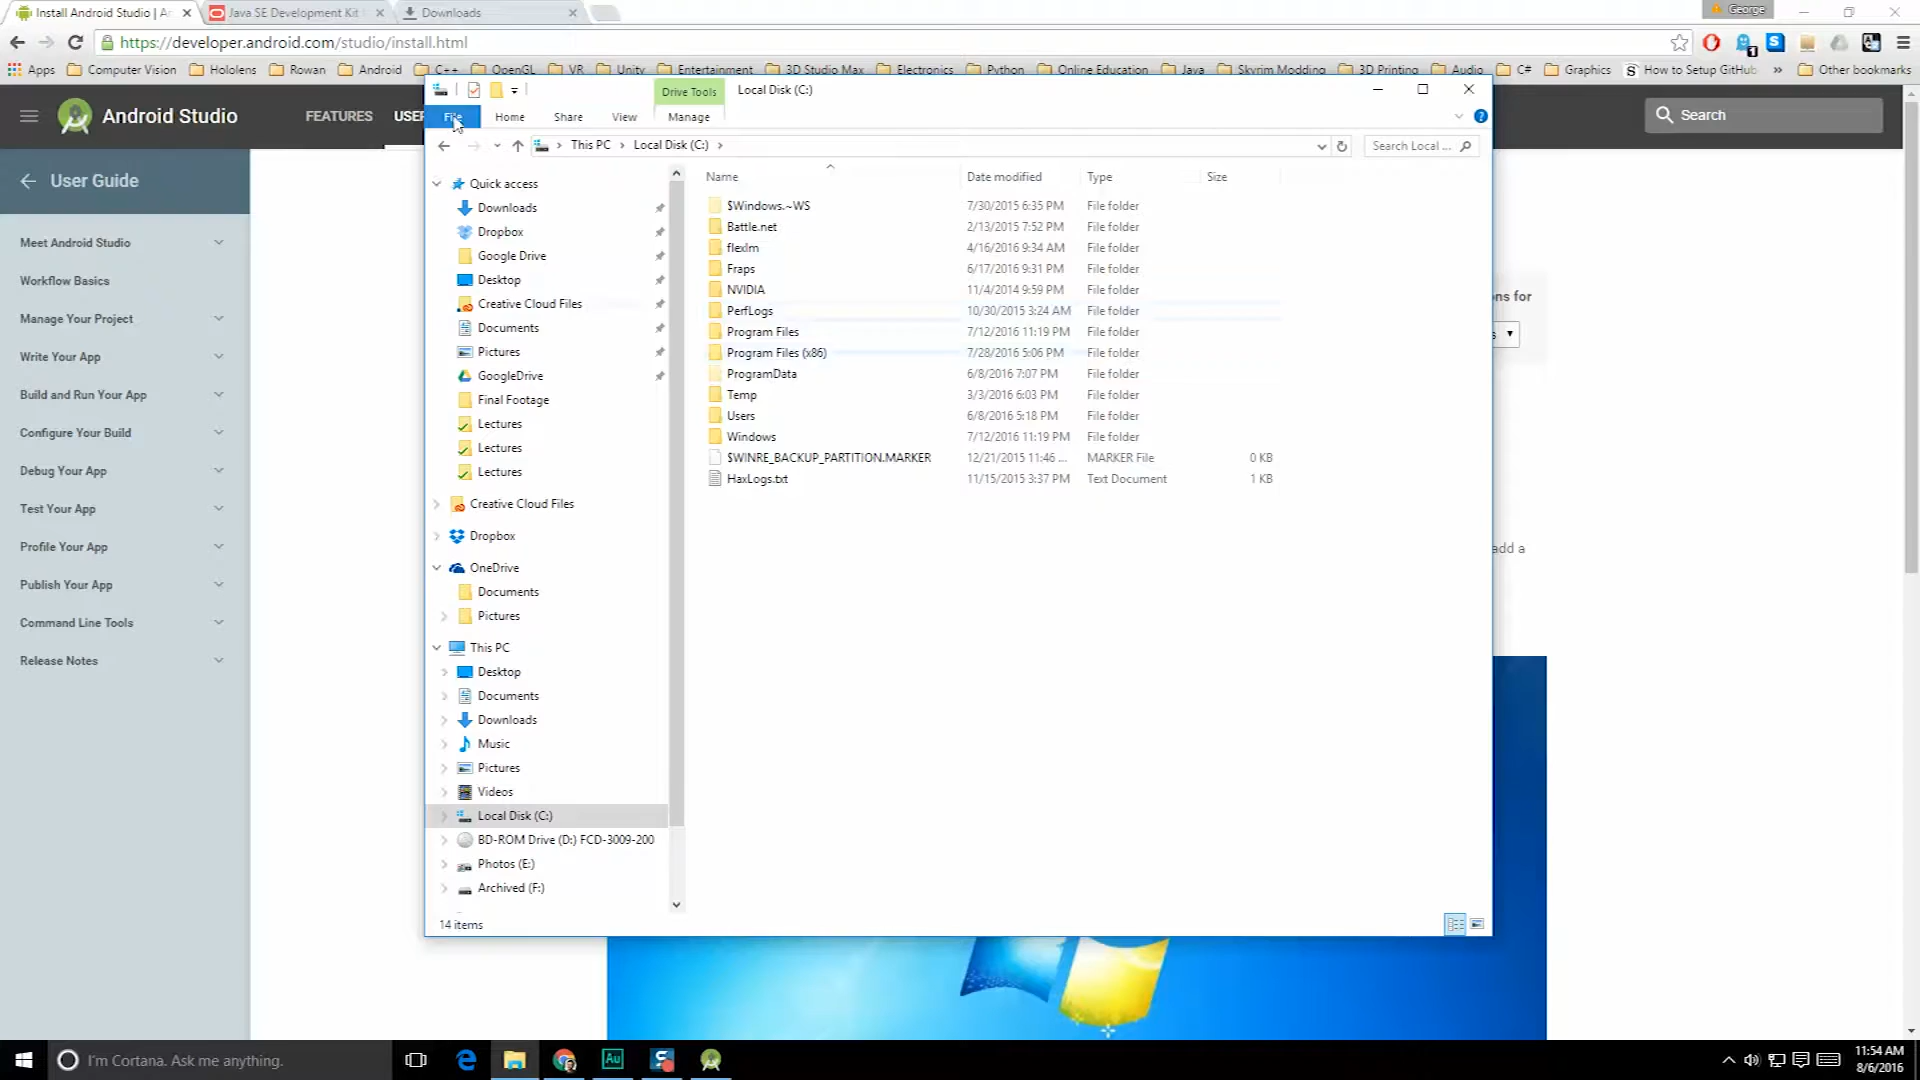 Install Android Studio | A
Java SE Development Kit
Downloads
George
https://developer.android.com/studio/install.html
Apps
Computer Vision
Hololens
Rowan
Android
C++
OpenGL
VR
Unity
Entertainment
3D Studio Max
Electronics
Python
Online Education
Java
Skyrim Modding
3D Printing
Audio
C#
Graphics
How to Setup GitHub
»
Other bookmarks
Android Studio
FEATURES
USER
Search
User Guide
Meet Android Studio
Workflow Basics
Manage Your Project
Write Your App
Build and Run Your App
Configure Your Build
Debug Your App
Test Your App
Profile Your App
Publish Your App
Command Line Tools
Release Notes
Drive Tools
Local Disk (C:)
File
Home
Share
View
Manage
This PC
Local Disk (C:)
Search Local ...
Quick access
Downloads
Dropbox
Google Drive
Desktop
Creative Cloud Files
Documents
Pictures
GoogleDrive
Final Footage
Lectures
Lectures
Lectures
Creative Cloud Files
Dropbox
OneDrive
Documents
Pictures
This PC
Desktop
Documents
Downloads
Music
Pictures
Videos
Local Disk (C:)
BD-ROM Drive (D:) FCD-3009-200
Photos (E:)
Archived (F:)
Name Date modified Type Size
$Windows.~WS 7/30/2015 6:35 PM File folder
Battle.net 2/13/2015 7:52 PM File folder
flexlm 4/16/2016 9:34 AM File folder
Fraps 6/17/2016 9:31 PM File folder
NVIDIA 11/4/2014 9:59 PM File folder
PerfLogs 10/30/2015 3:24 AM File folder
Program Files 7/12/2016 11:19 PM File folder
Program Files (x86) 7/28/2016 5:06 PM File folder
ProgramData 6/8/2016 7:07 PM File folder
Temp 3/3/2016 6:03 PM File folder
Users 6/8/2016 5:18 PM File folder
Windows 7/12/2016 11:19 PM File folder
$WINRE_BACKUP_PARTITION.MARKER 12/21/2015 11:46 ... MARKER File 0 KB
HaxLogs.txt 11/15/2015 3:37 PM Text Document 1 KB
14 items
ns for
s
add a
I'm Cortana. Ask me anything.
Au
11:54 AM
8/6/2016